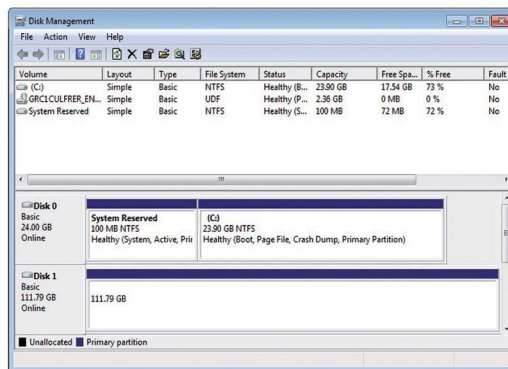 Disk Management
File Action View Help
Volume Layout Type File System Status Capacity Free Spa... % Free Fault
(C:) Simple Basic NTFS Healthy (B... 23.90 GB 17.54 GB 73 % No
GRC1CULFRER_EN... Simple Basic UDF Healthy (P... 2.36 GB 0 MB 0 % No
System Reserved Simple Basic NTFS Healthy (S... 100 MB 72 MB 72 % No
Disk 0
Basic
24.00 GB
Online
System Reserved
100 MB NTFS
Healthy (System, Active, Pri
(C:)
23.90 GB NTFS
Healthy (Boot, Page File, Crash Dump, Primary Partition)
Disk 1
Basic
111.79 GB
Online
111.79 GB
Unallocated Primary partition